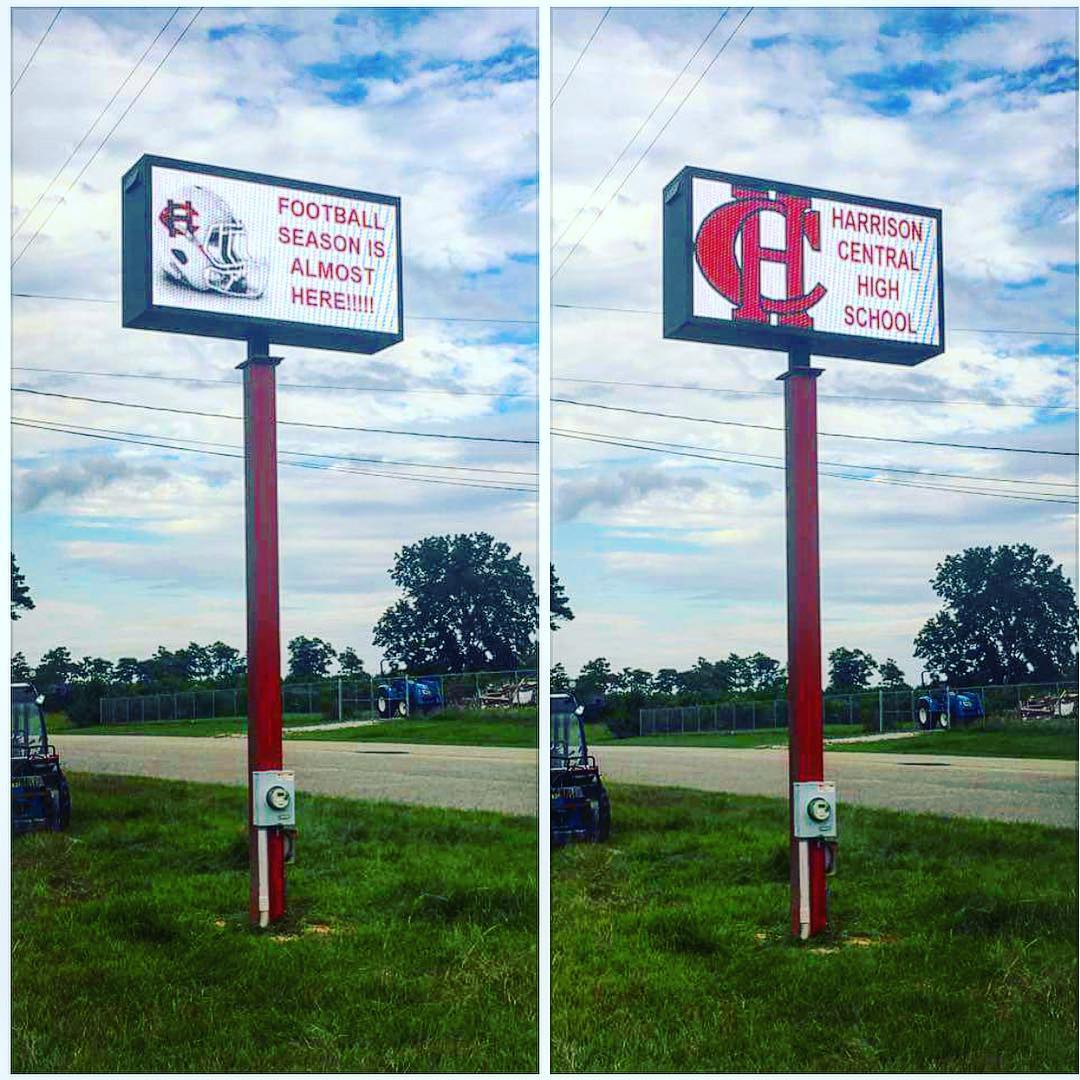 FOOTBALL
SEASON IS
ALMOST
HERE!!!!!
HC
HARRISON
CENTRAL
HIGH
SCHOOL